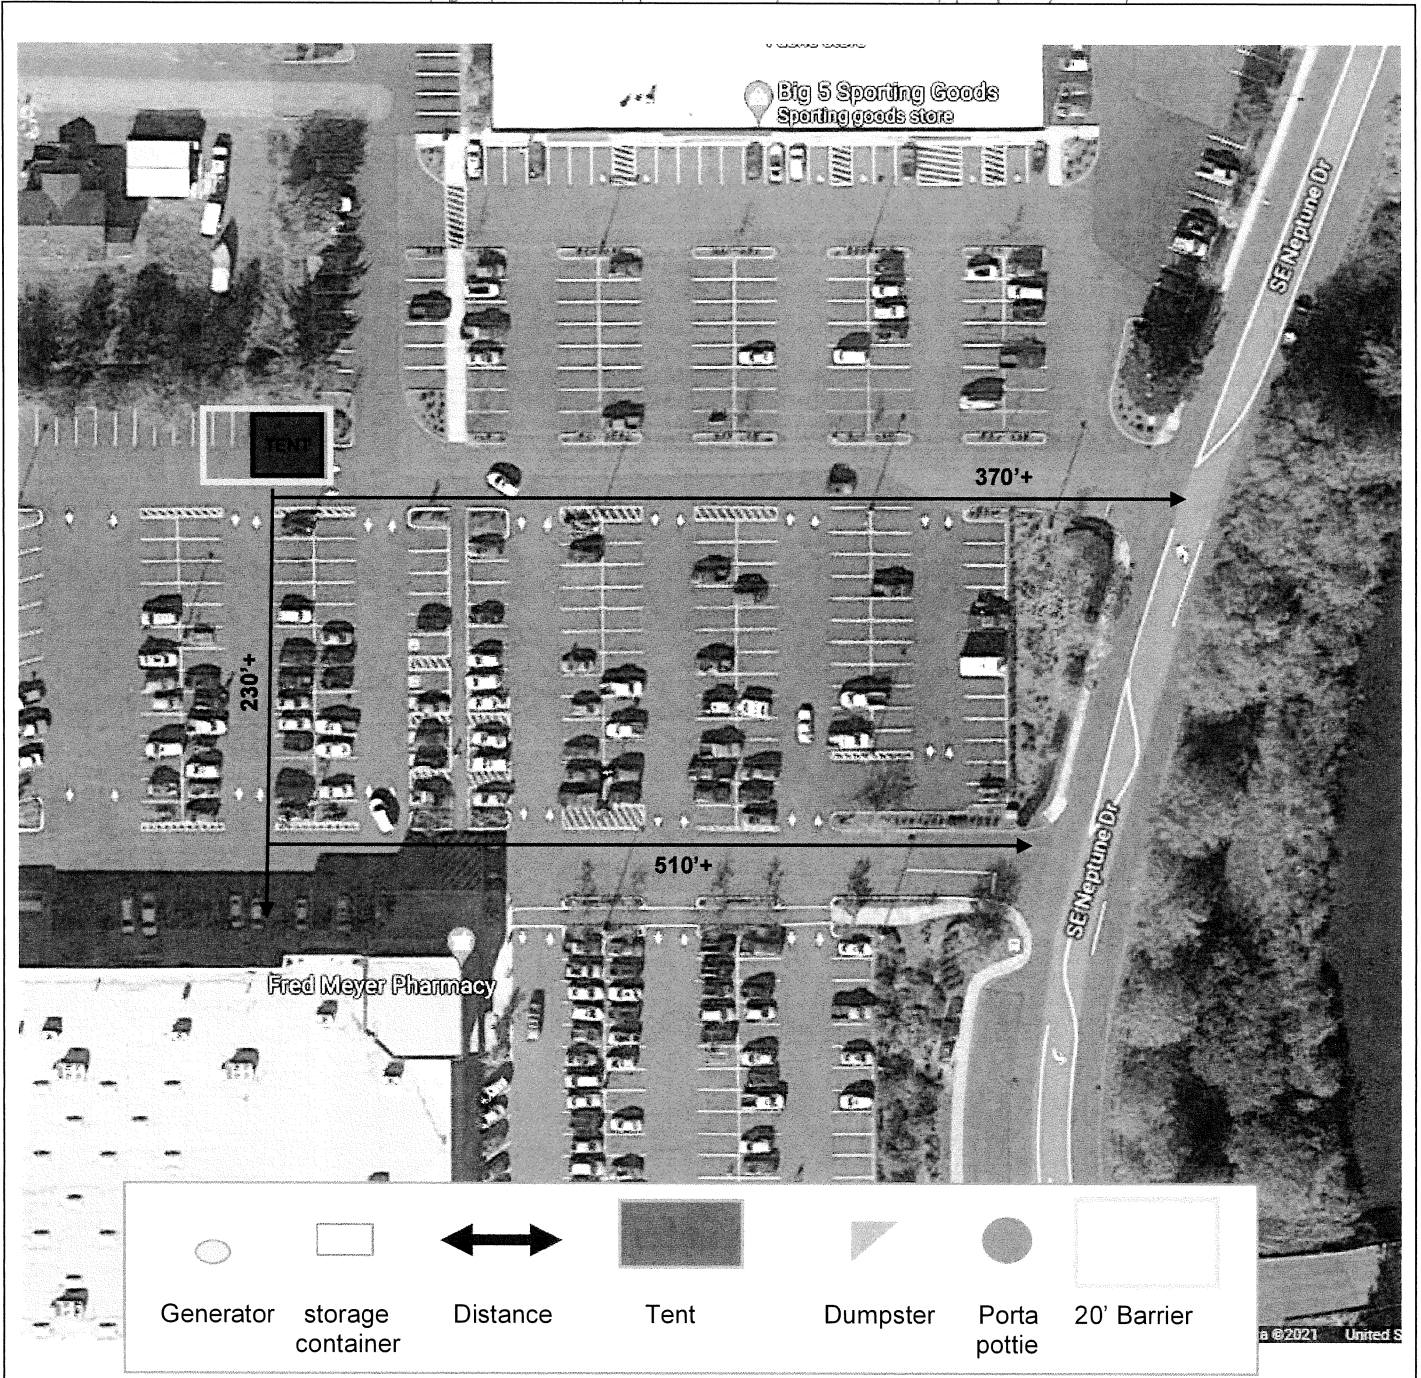 Big 5 Sporting Goods
Sporting goods store
SE Neptune Dr
TENT
370'+
230'+
510'+
SE Neptune Dr
Fred Meyer Pharmacy
Generator
storage
container
Distance
Tent
Dumpster
Porta
pottie
20' Barrier
©2021 United S